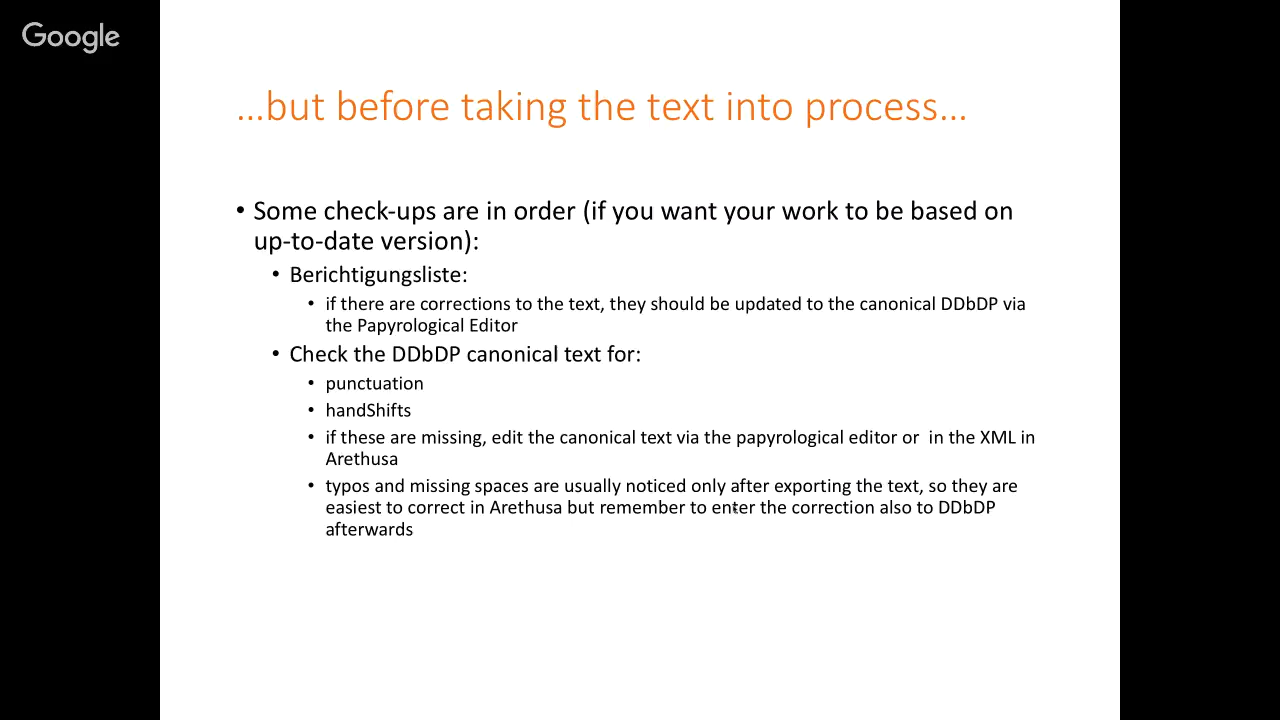 Google
...but before taking the text into process...
• Some check-ups are in order (if you want your work to be based on
up-to-date version):
• Berichtigungsliste:
• if there are corrections to the text, they should be updated to the canonical DDbDP via
the Papyrological Editor
• Check the DDbDP canonical text for:
• punctuation
• handShifts
• if these are missing, edit the canonical text via the papyrological editor or  in the XML in
Arethusa
• typos and missing spaces are usually noticed only after exporting the text, so they are
easiest to correct in Arethusa but remember to enter the correction also to DDbDP
afterwards